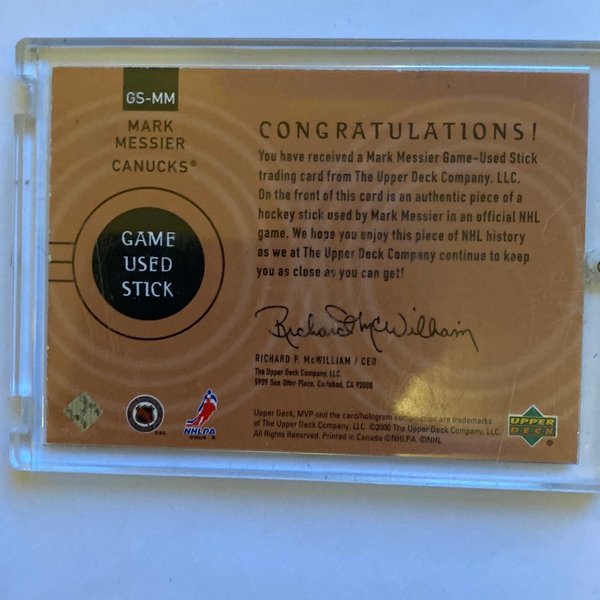 GS-MM
MARK
MESSIER
CANUCKS®
GAME
USED
STICK
CONGRATULATIONS!
You have received a Mark Messier Game-Used Stick
trading card from The Upper Deck Company, LLC.
On the front of this card is an authentic piece of a
hockey stick used by Mark Messier in an official NHL
game. We hope you enjoy this piece of NHL history
as we at The Upper Deck Company continue to keep
you as close as you can get!
Richard McWilliam
RICHARD P. McWILLIAM / CEO
The Upper Deck Company, LLC
5909 Sea Otter Place, Carlsbad, CA 92008
Upper Deck, MVP and the card/hologram combination are trademarks
of The Upper Deck Company, LLC. ©2000 The Upper Deck Company, LLC.
All Rights Reserved. Printed in Canada ©NHLPA ©NHL
NHLPA
UPPER
DECK